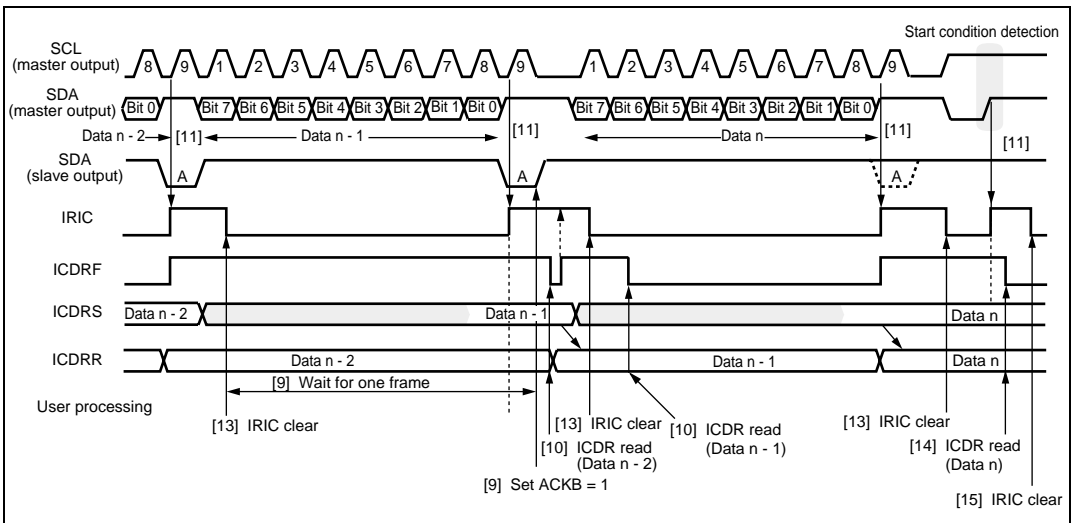 Start condition detection
SCL
(master output)
8 9 1 2 3 4 5 6 7 8 9 1 2 3 4 5 6 7 8 9
SDA
(master output)
Bit 0 Bit 7 Bit 6 Bit 5 Bit 4 Bit 3 Bit 2 Bit 1 Bit 0 Bit 7 Bit 6 Bit 5 Bit 4 Bit 3 Bit 2 Bit 1 Bit 0
Data n - 2 [11] Data n - 1 [11] Data n [11] [11]
SDA
(slave output)
A A A
IRIC
ICDRF
ICDRS
Data n - 2 Data n - 1 Data n
ICDRR
Data n - 2 Data n - 1 Data n
[9] Wait for one frame
User processing
[13] IRIC clear
[13] IRIC clear
[10] ICDR read
(Data n - 1)
[13] IRIC clear
[10] ICDR read
(Data n - 2)
[14] ICDR read
(Data n)
[9] Set ACKB = 1
[15] IRIC clear